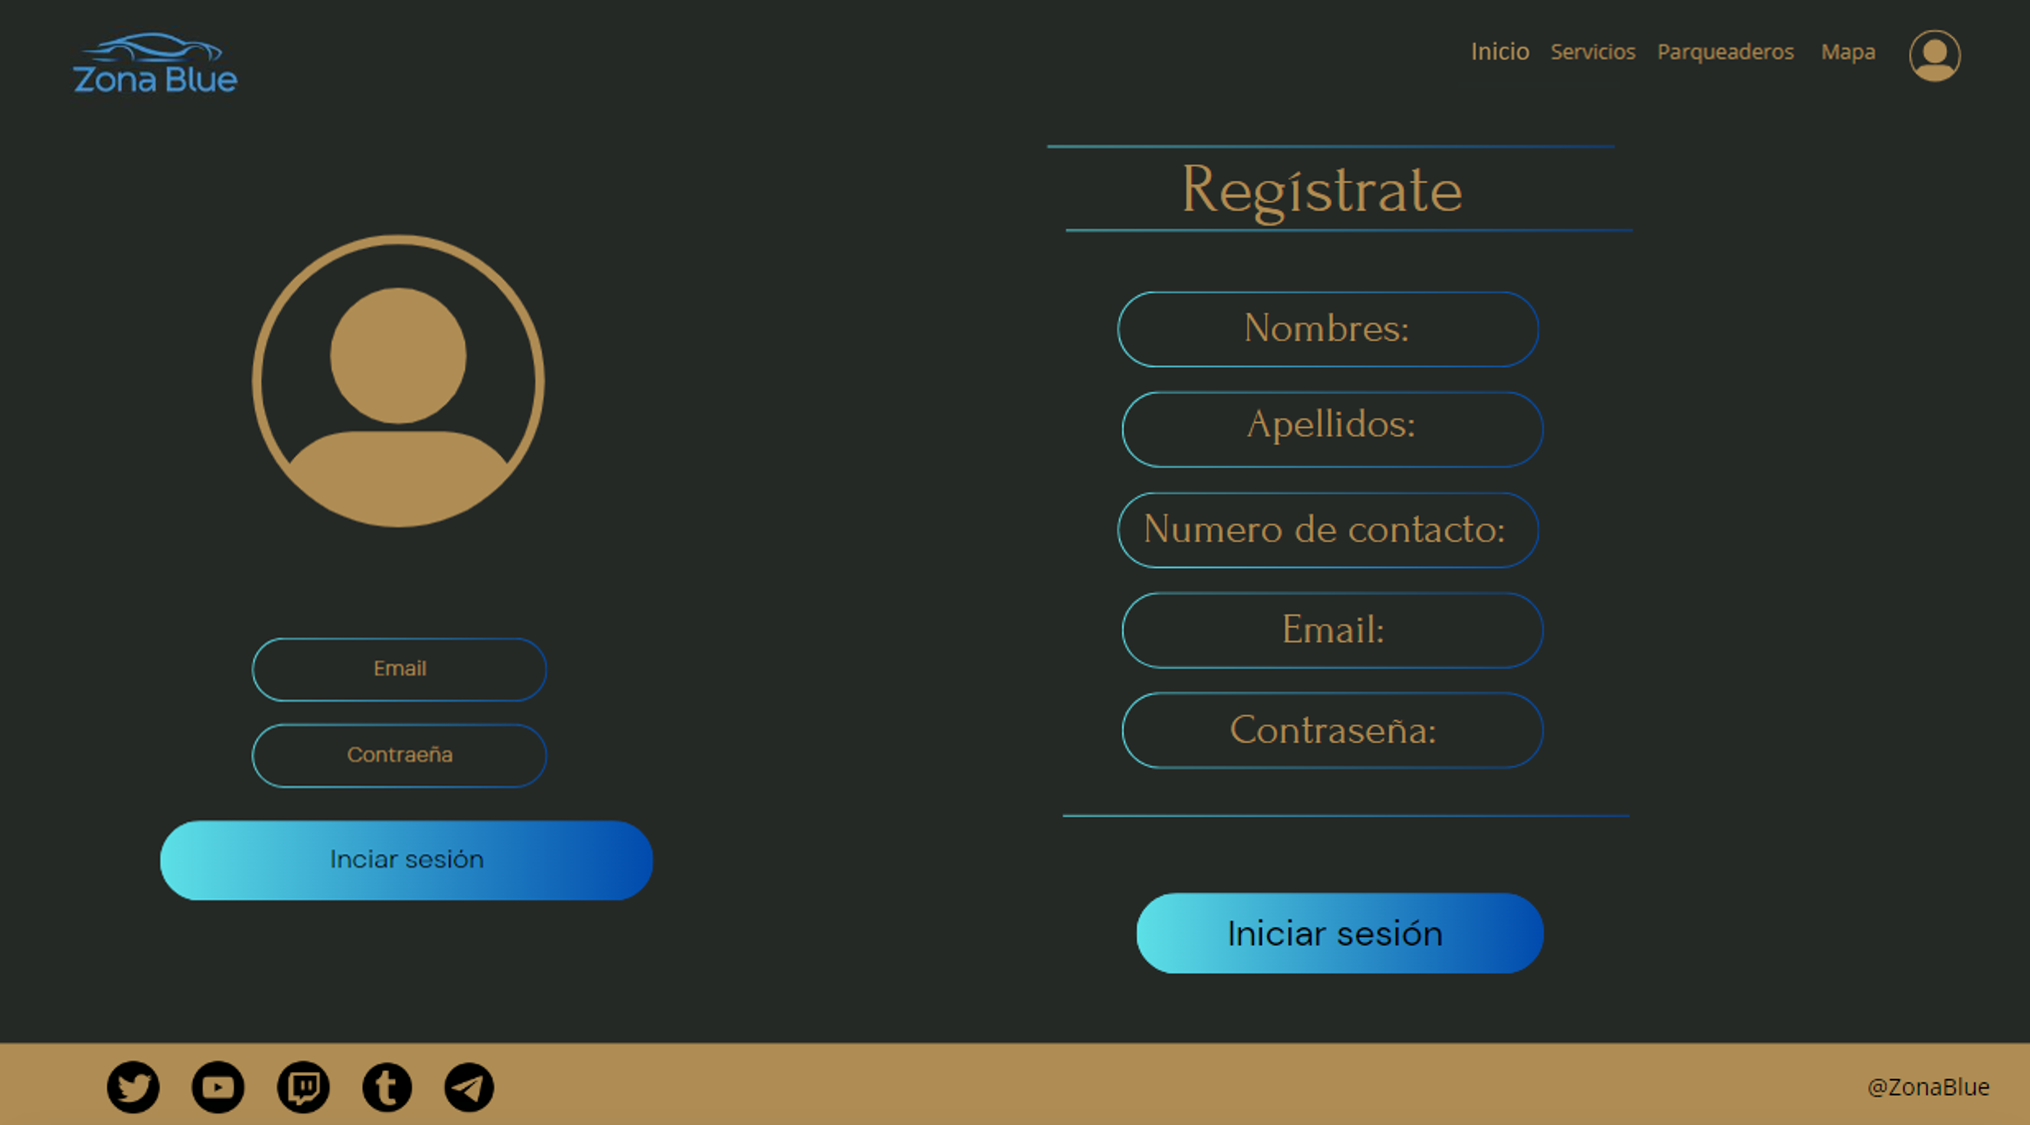 Zona Blue
Inicio Servicios Parqueaderos Mapa
Regístrate
Nombres:
Apellidos:
Numero de contacto:
Email:
Contraseña:
Iniciar sesión
Email
Contraeña
Inciar sesión
@ZonaBlue